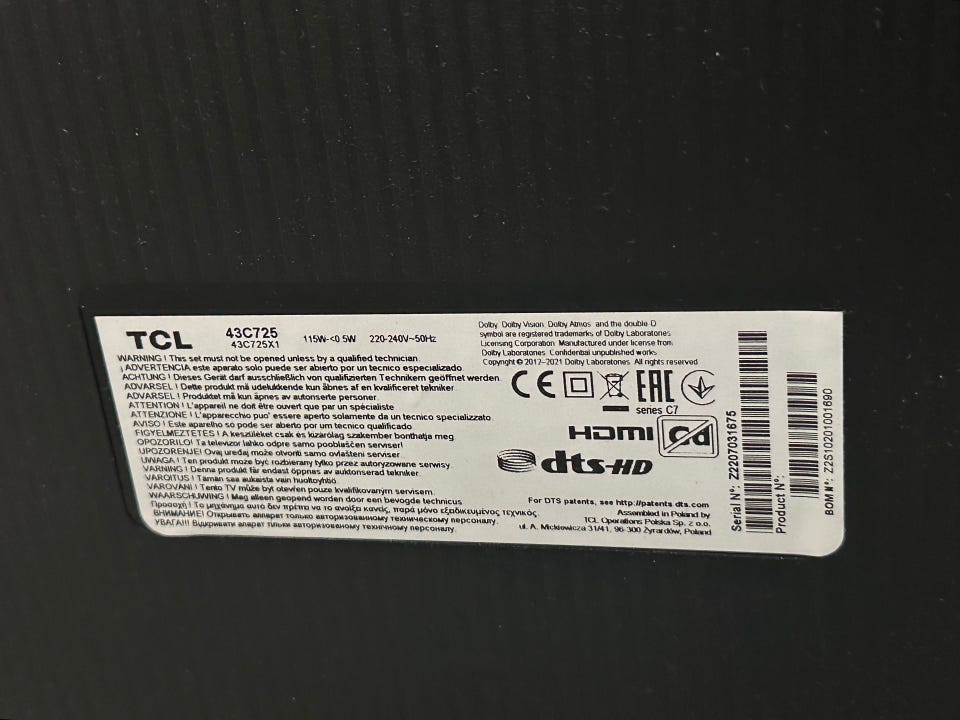 TCL
43C725
43C725X1
115W-<0.5W
220-240V~50Hz
WARNING ! This set must not be opened unless by a qualified technician.
¡ ADVERTENCIA este aparato solo puede ser abierto por un tecnico especializado.
ACHTUNG ! Dieses Gerät darf ausschließlich von qualifizierten Technikern geöffnet werden.
ADVARSEL ! Dette produkt må udelukkende kun åbnes af en kvalificeret tekniker.
ADVARSEL ! Produktet må kun åpnes av autonserte personer.
ATTENTION ! L'appareil ne doit être ouvert que par un spécialiste
ATTENZIONE ! L'apparecchio puo' essere aperto solamente da un tecnico specializzato.
AVISO ! Este aparelho so pode ser aberto por um tecnico qualificado
FIGYELMEZTETES ! A készüléket csak és kizárólag szakember bonthatja meg.
OPOZORILO! Ta televizor lahko odpre samo pooblaščen serviser!
UPOZORENJE! Ovaj uređaj može otvoriti samo ovlašteni serviser.
UWAGA ! Ten produkt może być rozbierany tylko przez autoryzowane serwisy.
VARNING ! Denna produkt får endast öppnas av auktonserad tekniker.
VAROITUS ! Tämän saa aukaista vain huoltoyhtiö.
VAROVANI ! Tento TV může být otevřen pouze kvalifikovaným servisem.
WAARSCHUWING ! Mag alleen geopend worden door een bevoegde technicus
Προσοχή ! Το μηχανημα αυτό δεν πρέπει να το ανοίξει κανείς, παρά μόνο εξειδικευμένος τεχνικός.
ВНИМАНИЕ! Открывать аппарат только авторизованному техническому персоналу.
УВАГА!!! Відкривати апарат тільки авторизованому технічному персоналу.
Dolby, Dolby Vision, Dolby Atmos, and the double-D
symbol are registered trademarks of Dolby Laboratories
Licensing Corporation. Manufactured under license from
Dolby Laboratories. Confidential unpublished works.
Copyright © 2012-2021 Dolby Laboratories. All rights reserved.
CE
EAC
series C7
HDMI
Cd
dts-HD
For DTS patents, see http://patents.dts.com.
Assembled in Poland by
TCL Operations Polska Sp. z o.o.
ul. A. Mickiewicza 31/41, 96-300 Żyrardów, Poland
Serial N°: Z2207031675
Product N°:
BOM #: Z2S10201001690